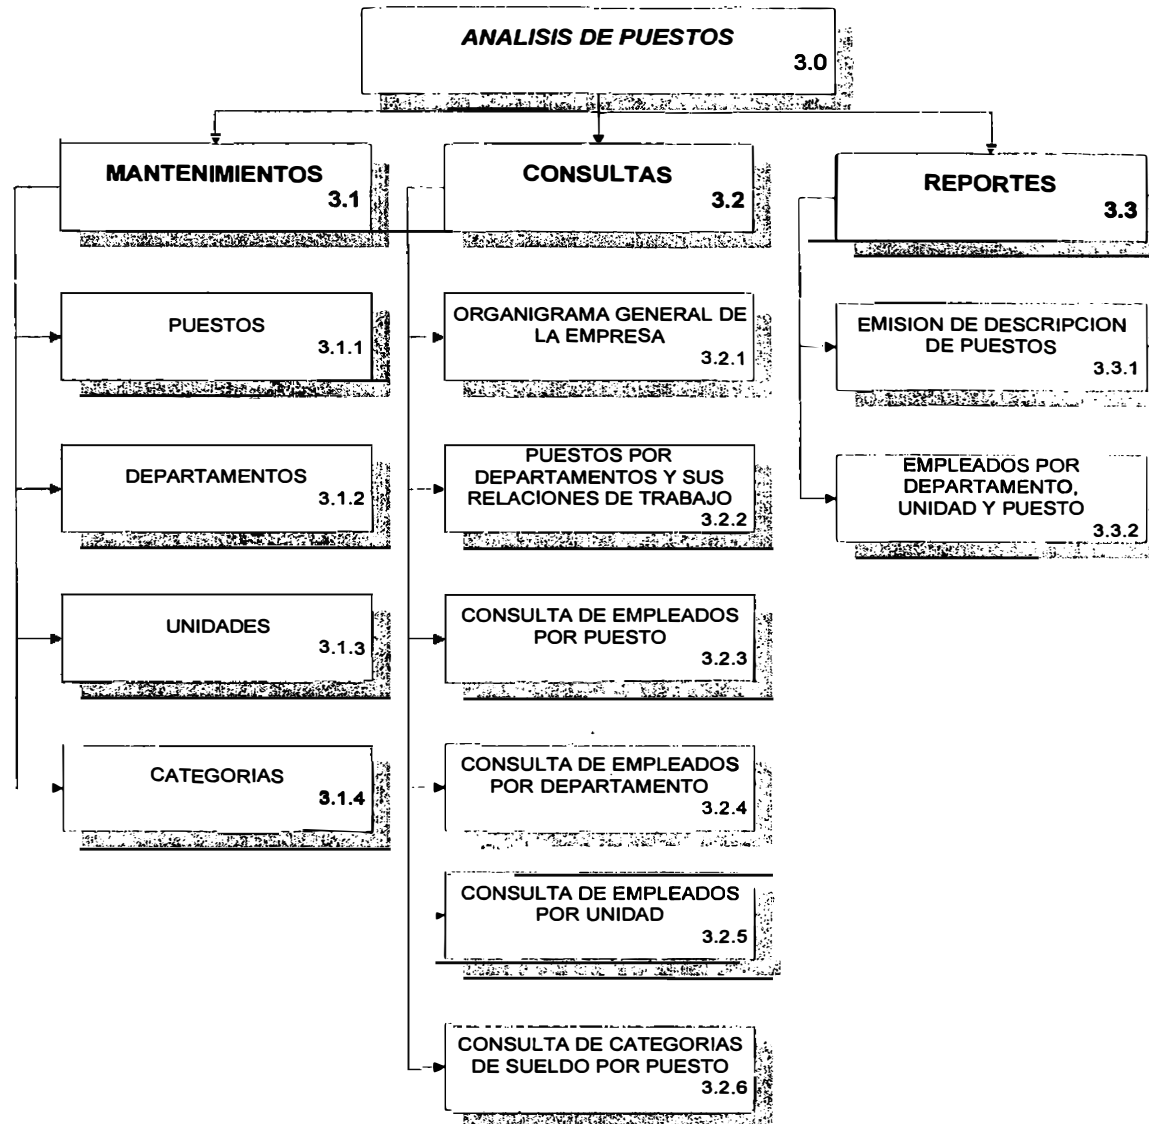 ANALISIS DE PUESTOS
3.0
MANTENIMIENTOS
3.1
PUESTOS
3.1.1
DEPARTAMENTOS
3.1.2
UNIDADES
3.1.3
CATEGORIAS
3.1.4
CONSULTAS
3.2
ORGANIGRAMA GENERAL DE
LA EMPRESA
3.2.1
PUESTOS POR
DEPARTAMENTOS Y SUS
RELACIONES DE TRABAJO
3.2.2
CONSULTA DE EMPLEADOS
POR PUESTO
3.2.3
CONSULTA DE EMPLEADOS
POR DEPARTAMENTO
3.2.4
CONSULTA DE EMPLEADOS
POR UNIDAD
3.2.5
CONSULTA DE CATEGORIAS
DE SUELDO POR PUESTO
3.2.6
REPORTES
3.3
EMISION DE DESCRIPCION
DE PUESTOS
3.3.1
EMPLEADOS POR
DEPARTAMENTO,
UNIDAD Y PUESTO
3.3.2